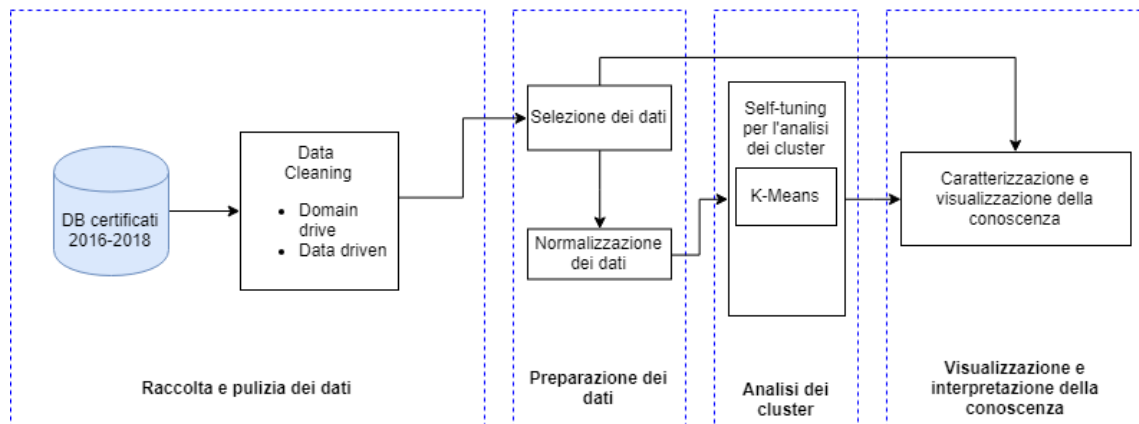 DB certificati
2016-2018
Data
Cleaning
• Domain
drive
• Data driven
Raccolta e pulizia dei dati
Selezione dei dati
Normalizzazione
dei dati
Preparazione dei
dati
Self-tuning
per l'analisi
dei cluster
K-Means
Analisi dei
cluster
Caratterizzazione e
visualizzazione della
conoscenza
Visualizzazione e
interpretazione della
conoscenza